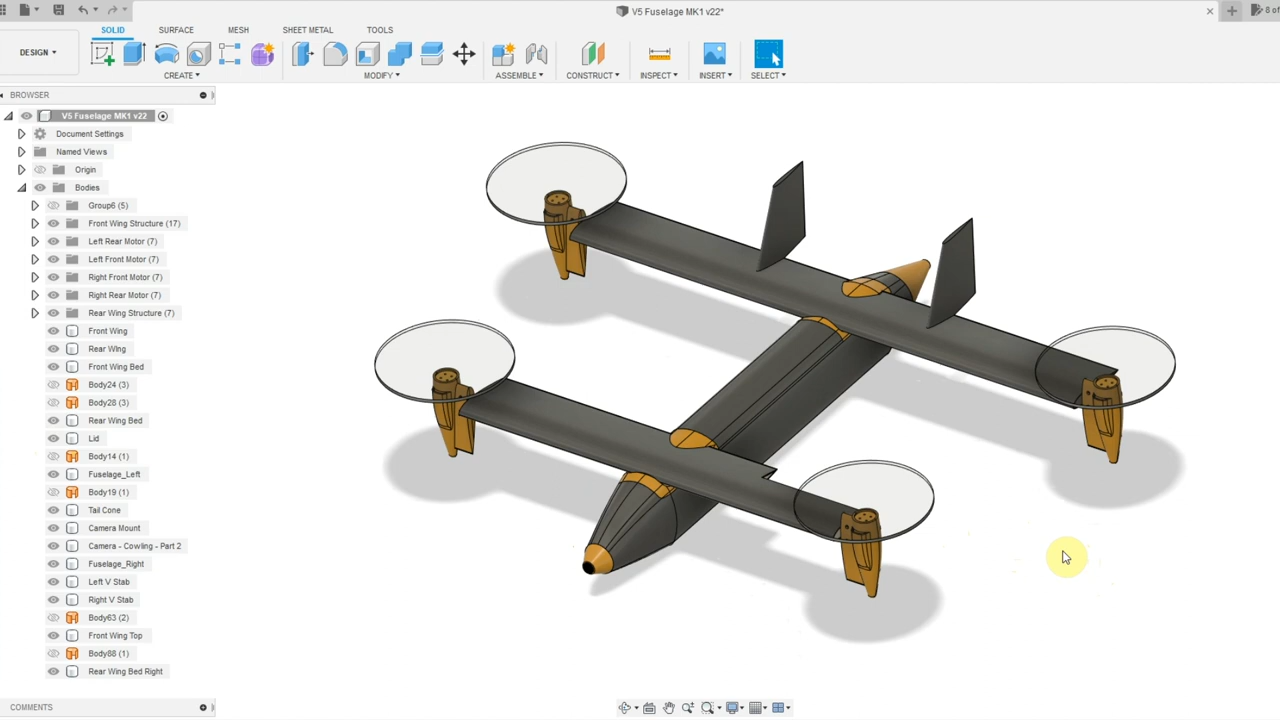 V5 Fuselage MK1 v22*
8 of
SOLID SURFACE MESH SHEET METAL TOOLS
DESIGN
CREATE MODIFY ASSEMBLE CONSTRUCT INSPECT INSERT SELECT
BROWSER
V5 Fuselage MK1 v22
Document Settings
Named Views
Origin
Bodies
Group6 (5)
Front Wing Structure (17)
Left Rear Motor (7)
Left Front Motor (7)
Right Front Motor (7)
Right Rear Motor (7)
Rear Wing Structure (7)
Front Wing
Rear Wing
Front Wing Bed
Body24 (3)
Body28 (3)
Rear Wing Bed
Lid
Body14 (1)
Fuselage_Left
Body19 (1)
Tail Cone
Camera Mount
Camera - Cowling - Part 2
Fuselage_Right
Left V Stab
Right V Stab
Body63 (2)
Front Wing Top
Body88 (1)
Rear Wing Bed Right
COMMENTS